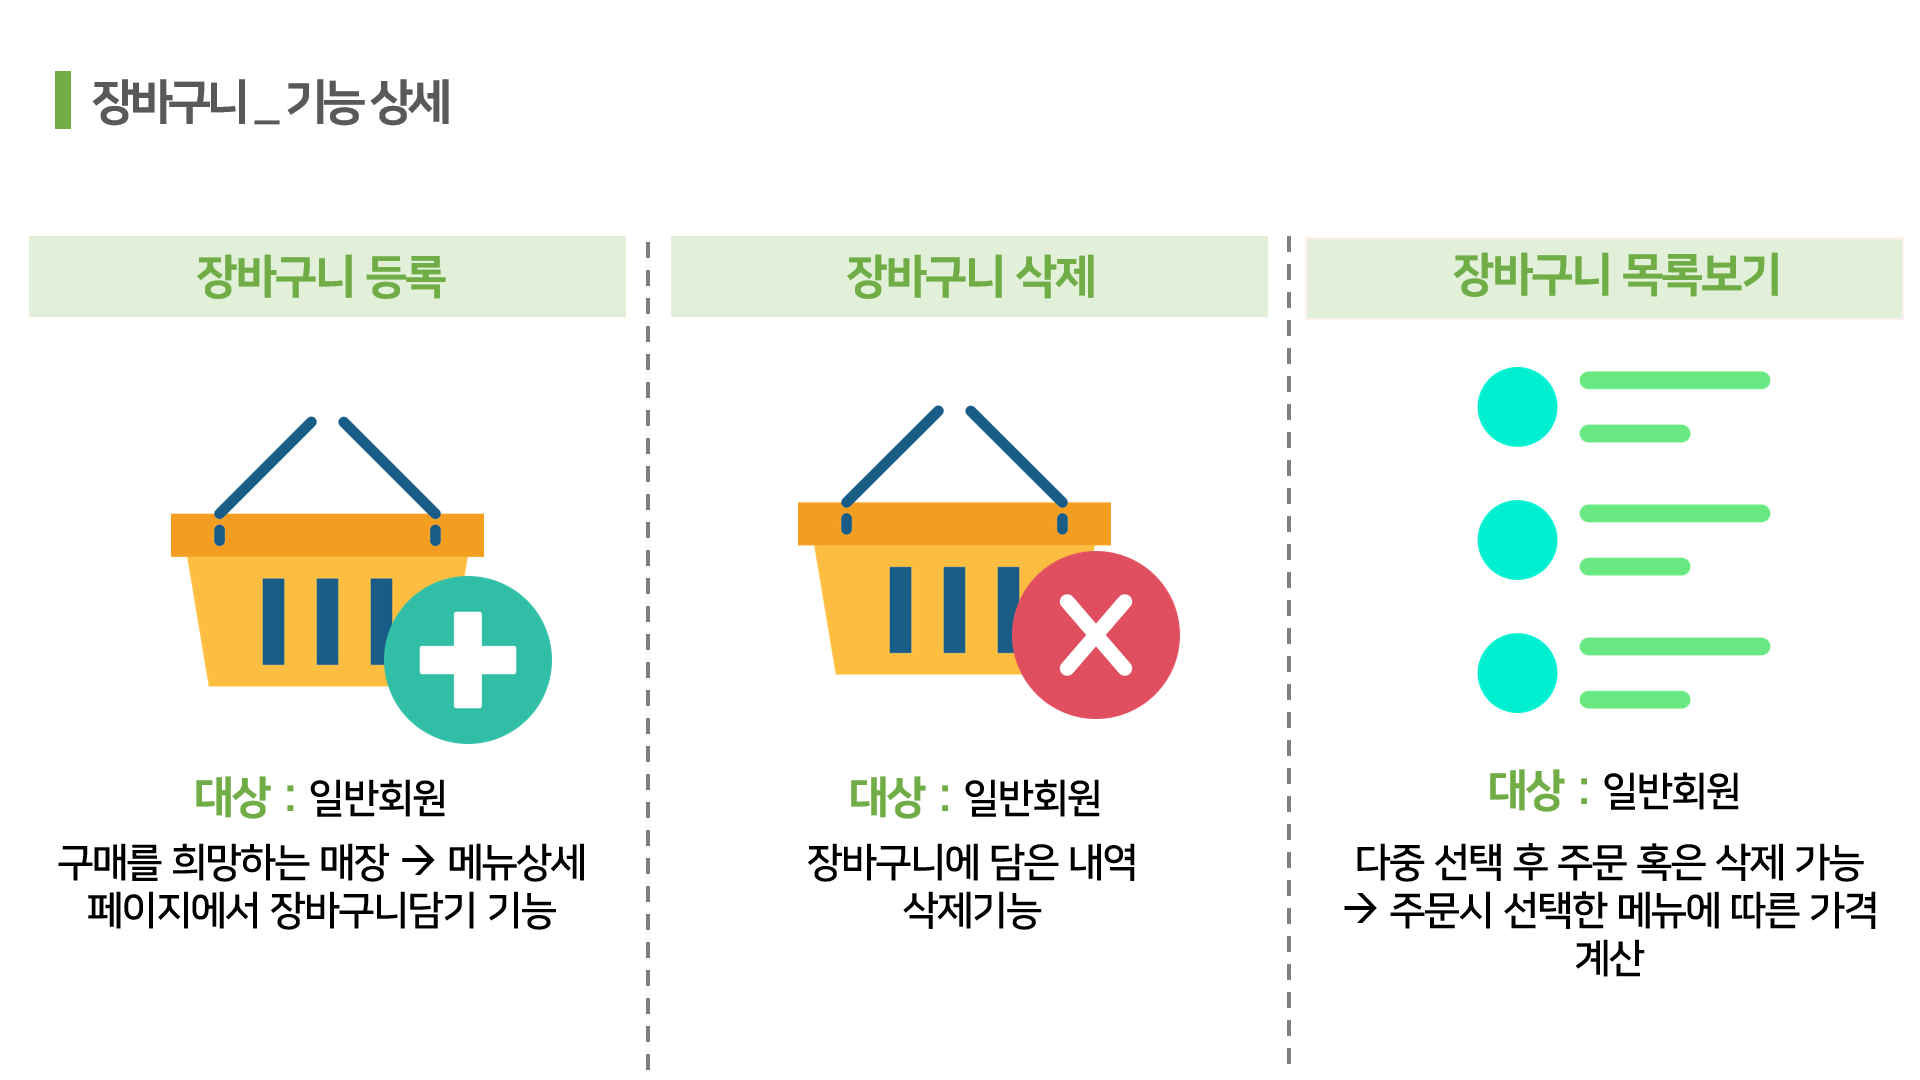 장바구니 _ 기능 상세
장바구니 등록
대상 : 일반회원
구매를 희망하는 매장 → 메뉴상세
페이지에서 장바구니담기 기능
장바구니 삭제
대상 : 일반회원
장바구니에 담은 내역
삭제기능
장바구니 목록보기
대상 : 일반회원
다중 선택 후 주문 혹은 삭제 가능
→ 주문시 선택한 메뉴에 따른 가격
계산